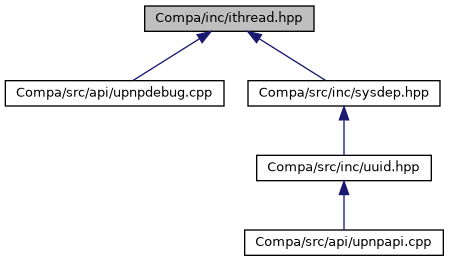 Compa/inc/ithread.hpp
Compa/src/api/upnpdebug.cpp
Compa/src/inc/sysdep.hpp
Compa/src/inc/uuid.hpp
Compa/src/api/upnpapi.cpp